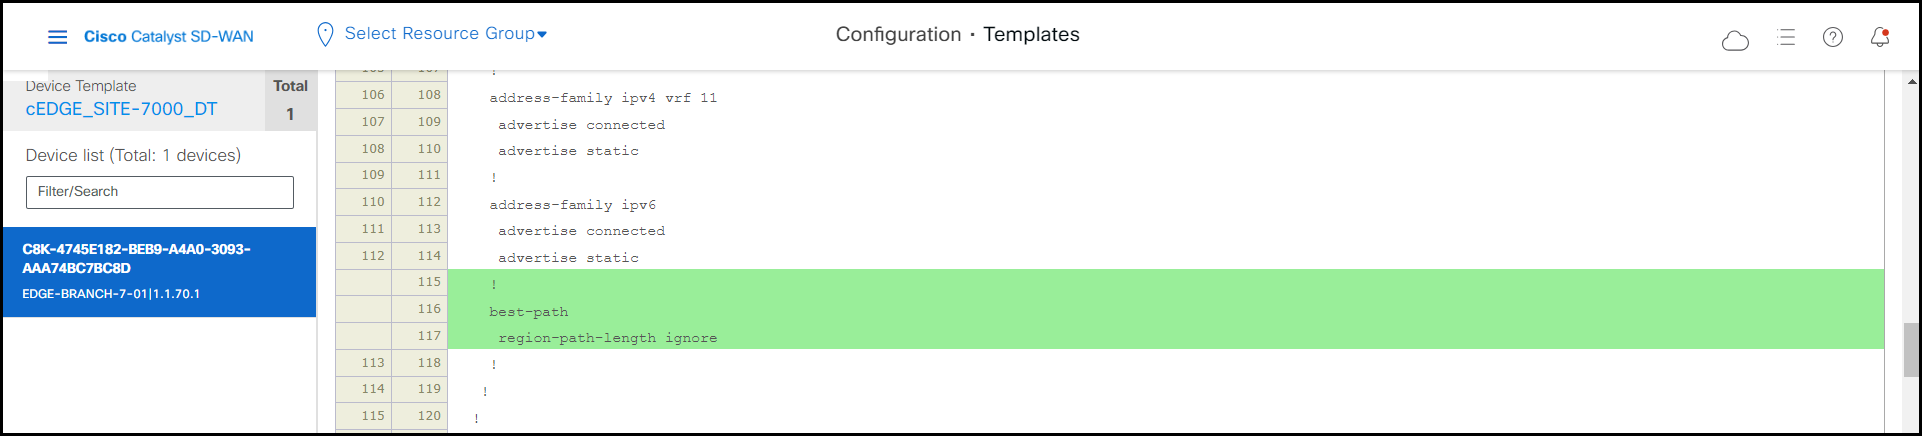 Cisco Catalyst SD-WAN
Select Resource Group
Configuration · Templates
Device Template
cEDGE_SITE-7000_DT
Total
1
Device list (Total: 1 devices)
Filter/Search
C8K-4745E182-BEB9-A4A0-3093-
AAA74BC7BC8D
EDGE-BRANCH-7-01|1.1.70.1
!
106 108 address-family ipv4 vrf 11
107 109 advertise connected
108 110 advertise static
109 111 !
110 112 address-family ipv6
111 113 advertise connected
112 114 advertise static
115 !
116 best-path
117 region-path-length ignore
113 118 !
114 119 !
115 120 !